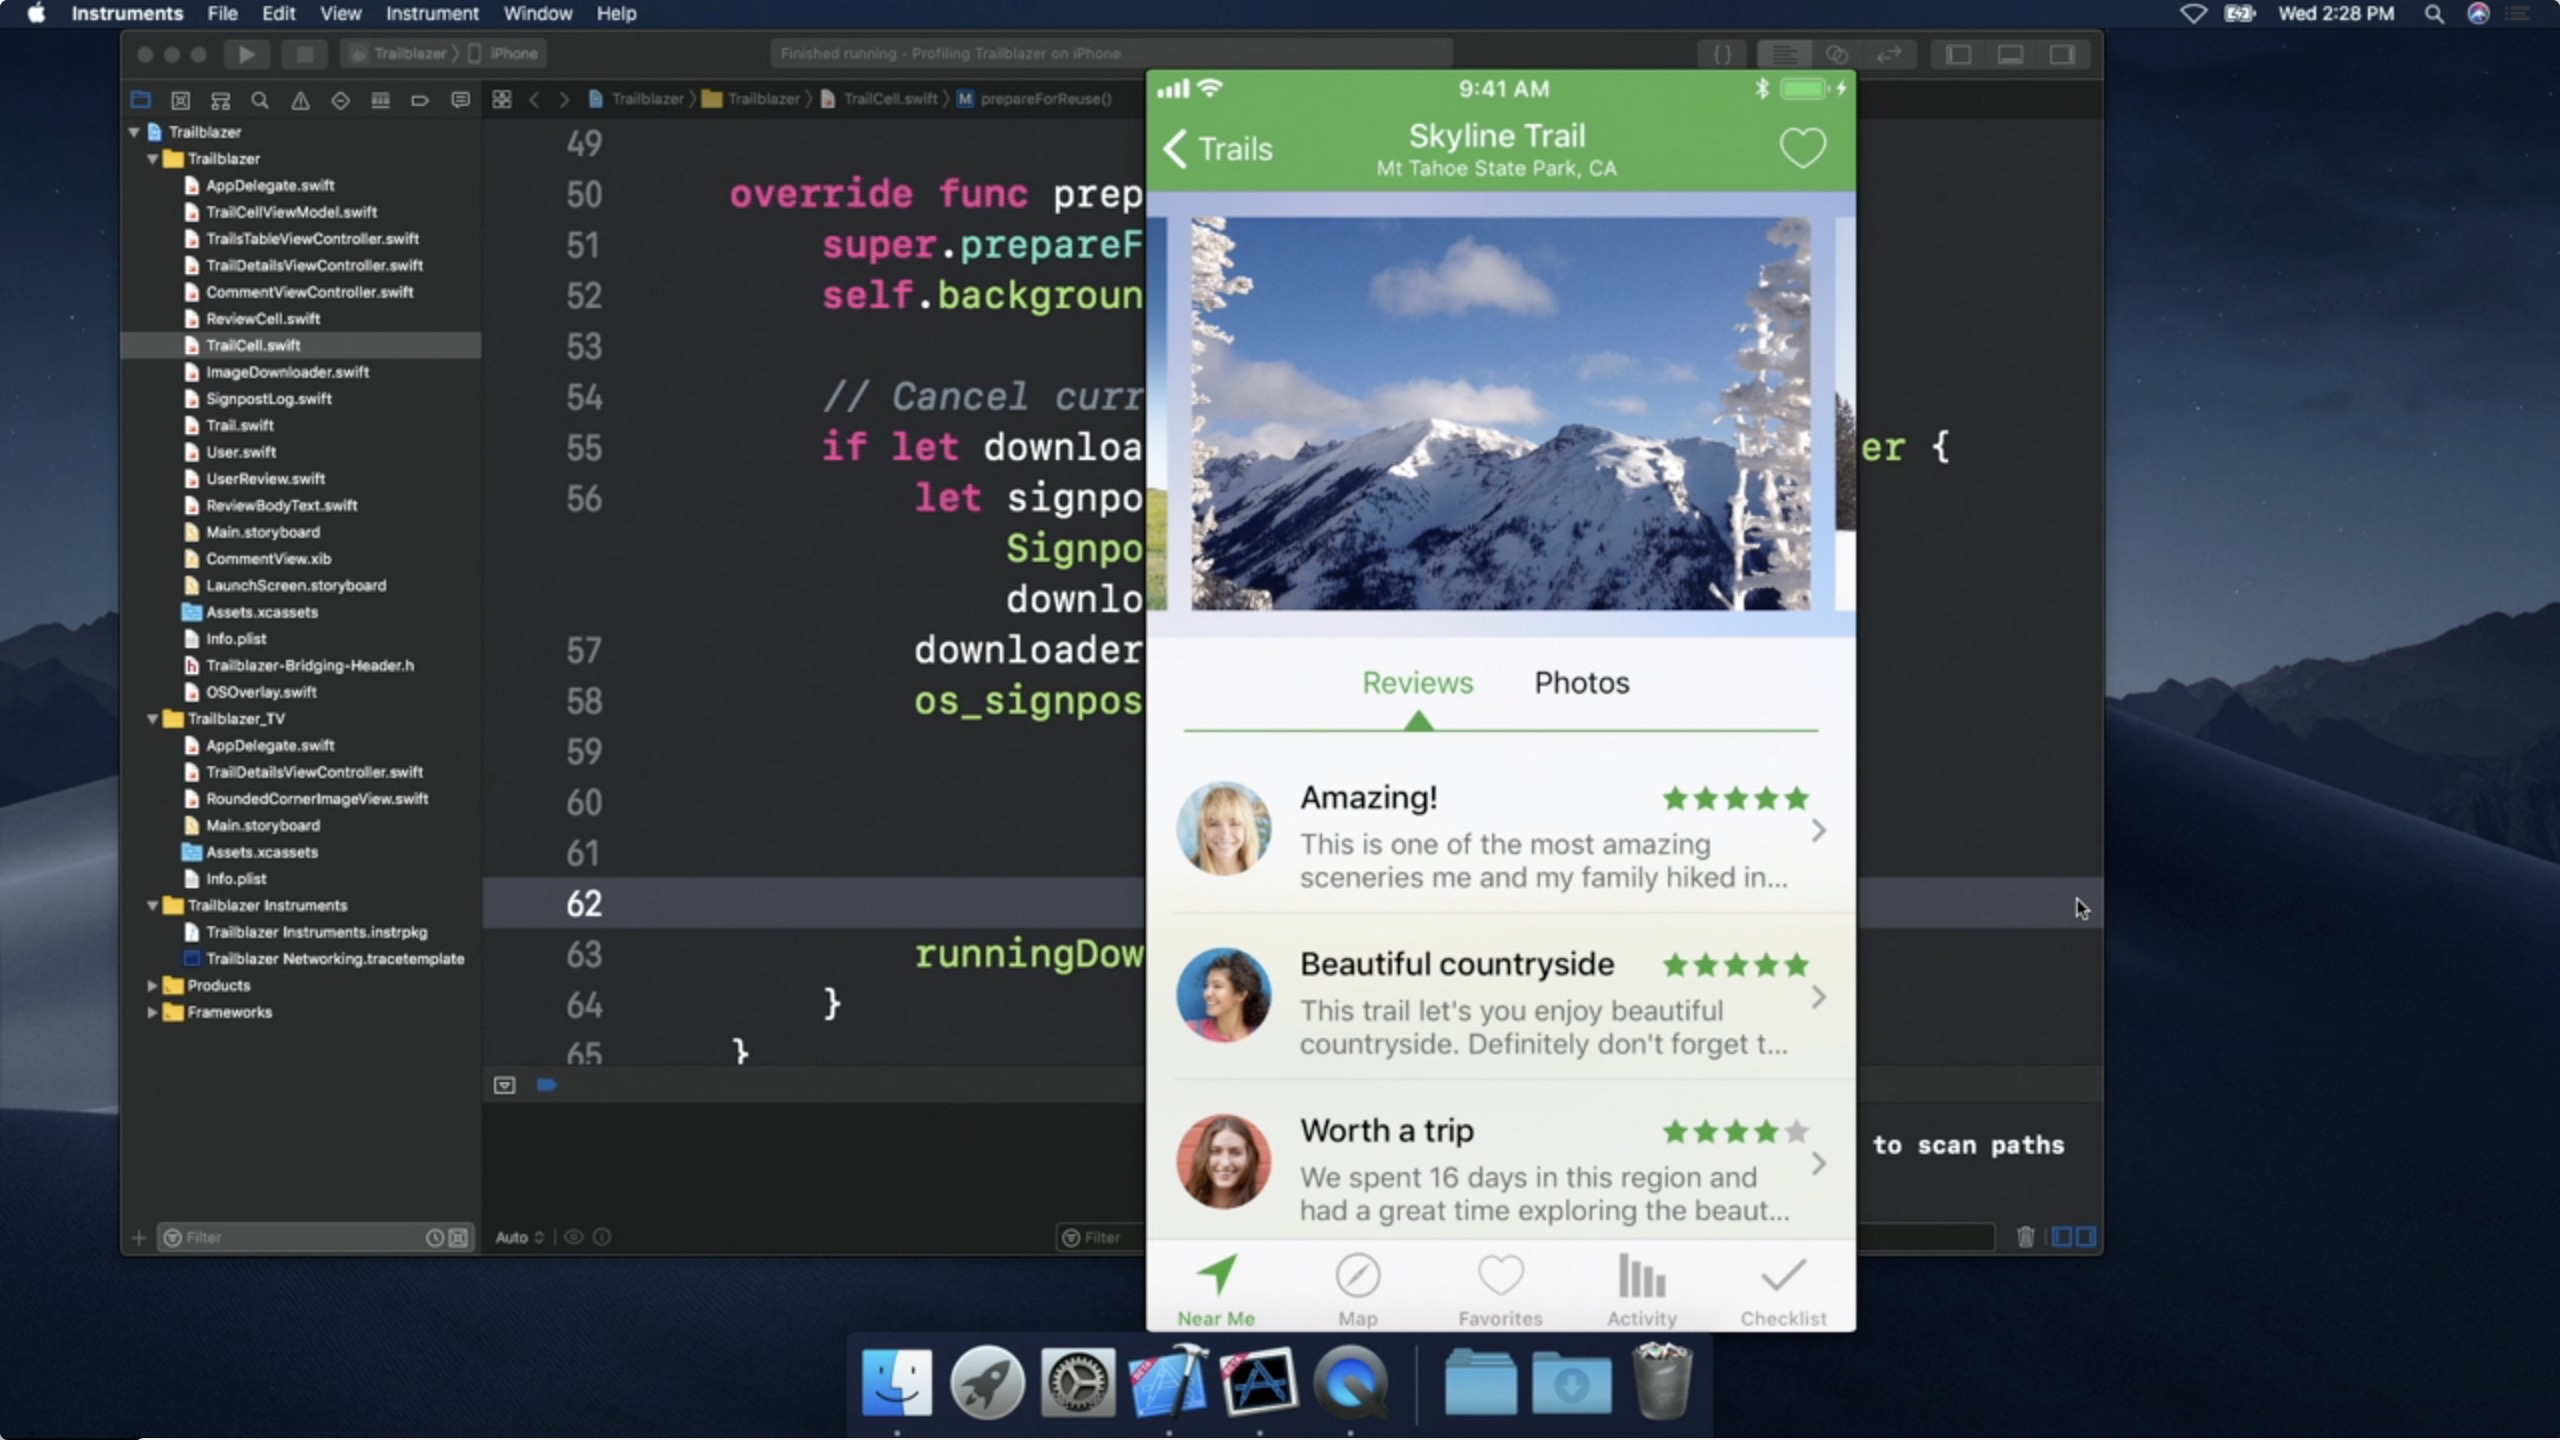 Instruments File Edit View Instrument Window Help
Wed 2:28 PM
Trailblazer iPhone
Finished running - Profiling Trailblazer on iPhone
Trailblazer Trailblazer TrailCell.swift M prepareForReuse()
Trailblazer
Trailblazer
AppDelegate.swift
TrailCellViewModel.swift
TrailsTableViewController.swift
TrailDetailsViewController.swift
CommentViewController.swift
ReviewCell.swift
TrailCell.swift
ImageDownloader.swift
SignpostLog.swift
Trail.swift
User.swift
UserReview.swift
ReviewBodyText.swift
Main.storyboard
CommentView.xib
LaunchScreen.storyboard
Assets.xcassets
Info.plist
Trailblazer-Bridging-Header.h
OSOverlay.swift
Trailblazer_TV
AppDelegate.swift
TrailDetailsViewController.swift
RoundedCornerImageView.swift
Main.storyboard
Assets.xcassets
Info.plist
Trailblazer Instruments
Trailblazer Instruments.instrpkg
Trailblazer Networking.tracetemplate
Products
Frameworks
Filter
49
50 override func prep
51 super.prepareF
52 self.backgroun
53
54 // Cancel curr
55 if let downloa er {
56 let signpo
Signpo
downlo
57 downloader
58 os_signpos
59
60
61
62
63 runningDow
64 }
65 }
to scan paths
Auto
Filter
9:41 AM
Trails
Skyline Trail
Mt Tahoe State Park, CA
Reviews Photos
Amazing!
This is one of the most amazing
sceneries me and my family hiked in...
Beautiful countryside
This trail let's you enjoy beautiful
countryside. Definitely don't forget t...
Worth a trip
We spent 16 days in this region and
had a great time exploring the beaut...
Near Me Map Favorites Activity Checklist